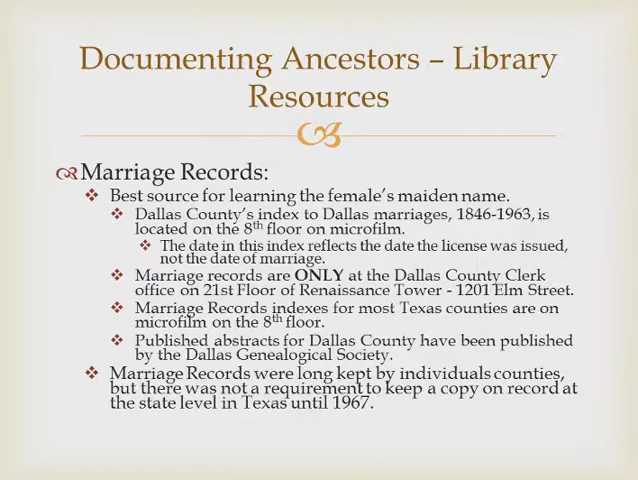 Documenting Ancestors – Library
Resources
Marriage Records:
Best source for learning the female's maiden name.
Dallas County's index to Dallas marriages, 1846-1963, is
located on the 8th floor on microfilm.
The date in this index reflects the date the license was issued,
not the date of marriage.
Marriage records are ONLY at the Dallas County Clerk
office on 21st Floor of Renaissance Tower - 1201 Elm Street.
Marriage Records indexes for most Texas counties are on
microfilm on the 8th floor.
Published abstracts for Dallas County have been published
by the Dallas Genealogical Society.
Marriage Records were long kept by individuals counties,
but there was not a requirement to keep a copy on record at
the state level in Texas until 1967.